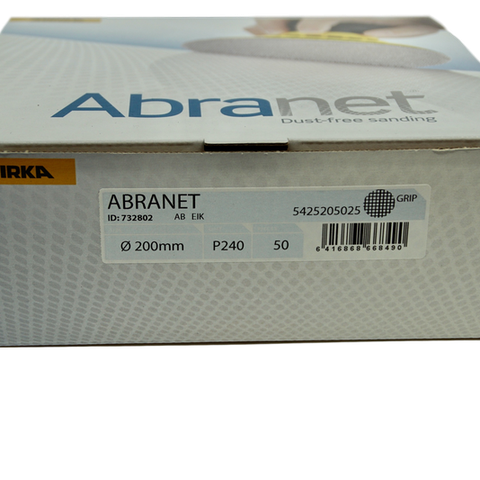 Abranet
Dust-free sanding
IRKA
ABRANET
ID: 732802 AB EIK
5425205025 GRIP
Ø 200mm P240 50
6 416868 668490